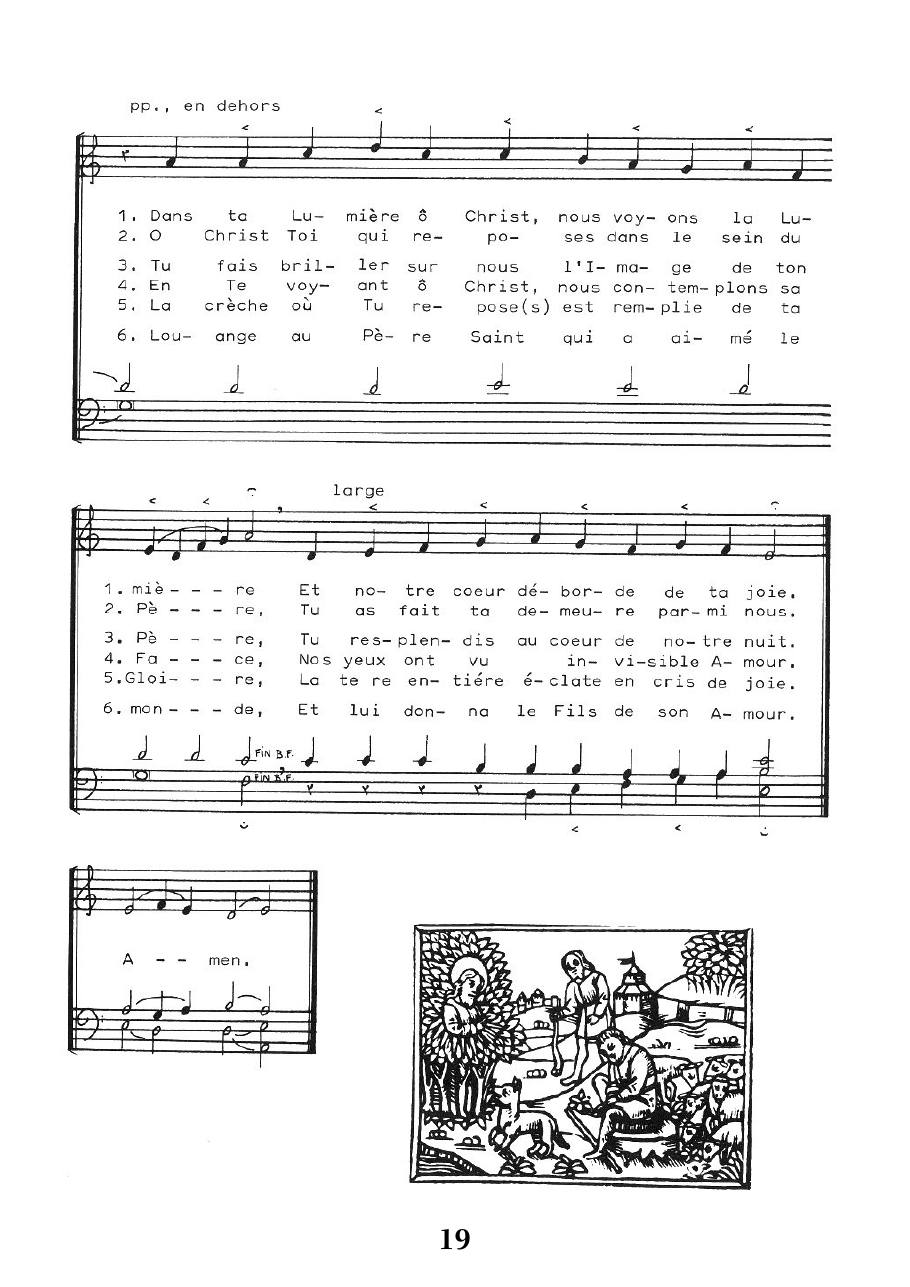 pp., en dehors
1. Dans ta Lu- mière ô Christ, nous voy- ons la Lu-
2. O Christ Toi qui re- po- ses dans le sein du
3. Tu fais bril- ler sur nous l'I- ma- ge de ton
4. En Te voy- ant ô Christ, nous con- tem- plons sa
5. La crèche où Tu re- pose(s) est rem- plie de ta
6. Lou- ange au Pè- re Saint qui a ai- mé le
large
1. miè - - - re Et no- tre coeur dé- bor- de de ta joie.
2. Pè - - - re, Tu as fait ta de- meu- re par- mi nous.
3. Pè - - - re, Tu res- plen- dis au coeur de no- tre nuit.
4. Fa - - - ce, Nos yeux ont vu in- vi- sible A- mour.
5. Gloi- - - re, La te re en- tiére é- clate en cris de joie.
6. mon - - - de, Et lui don- na le Fils de son A- mour.
FIN B.F.
FIN B.F.
A - - men.
19